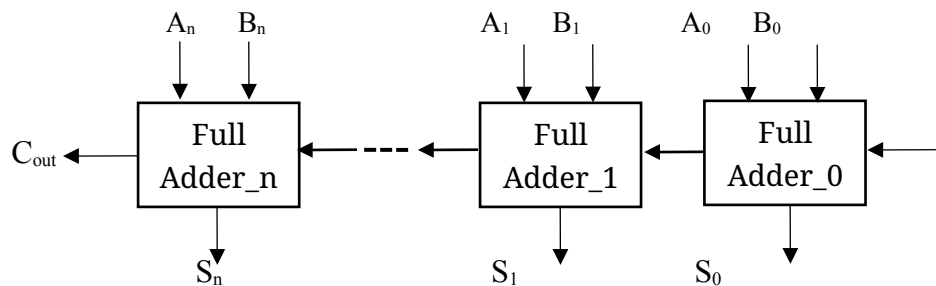 Aₙ Bₙ A₁ B₁ A₀ B₀
Full
Adder_n
Full
Adder_1
Full
Adder_0
Cout
Sₙ S₁ S₀